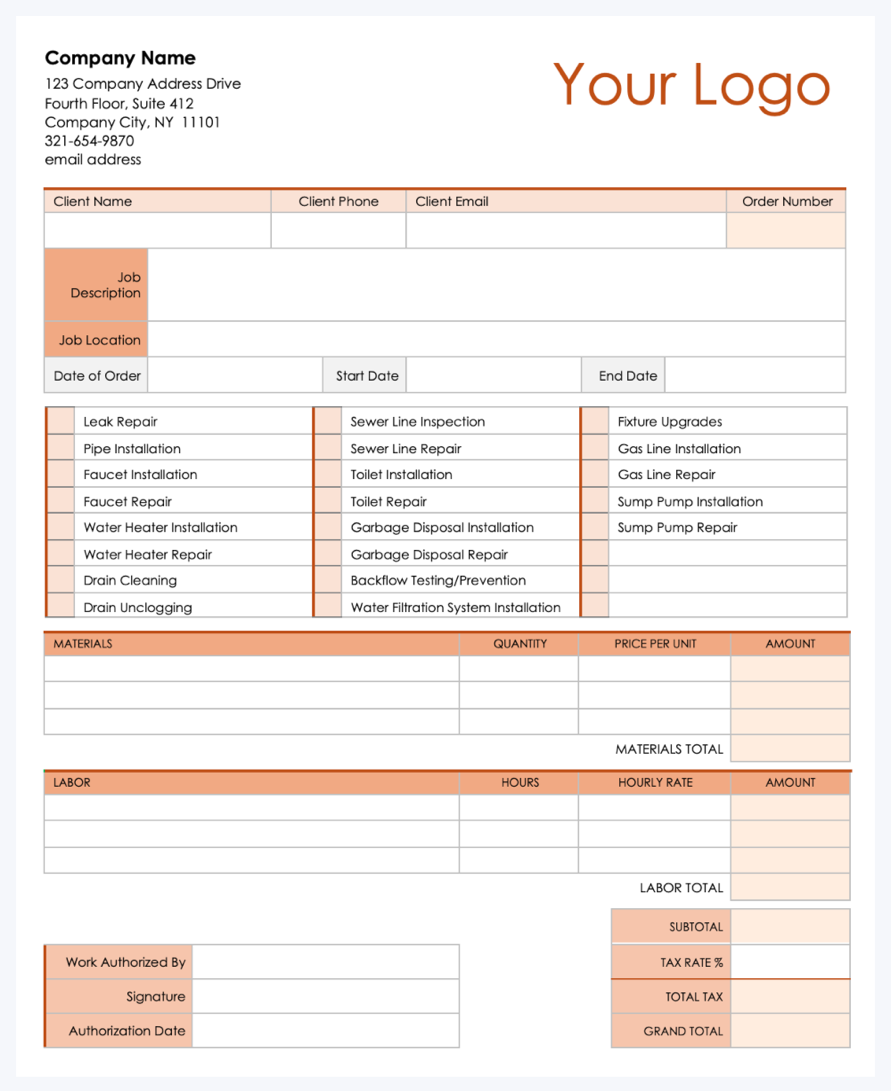 Company Name
Your Logo
123 Company Address Drive
Fourth Floor, Suite 412
Company City, NY 11101
321-654-9870
email address
Client Name Client Phone Client Email Order Number
Job
Description
Job Location
Date of Order Start Date End Date
Leak Repair Sewer Line Inspection Fixture Upgrades
Pipe Installation Sewer Line Repair Gas Line Installation
Faucet Installation Toilet Installation Gas Line Repair
Faucet Repair Toilet Repair Sump Pump Installation
Water Heater Installation Garbage Disposal Installation Sump Pump Repair
Water Heater Repair Garbage Disposal Repair
Drain Cleaning Backflow Testing/Prevention
Drain Unclogging Water Filtration System Installation
MATERIALS QUANTITY PRICE PER UNIT AMOUNT
MATERIALS TOTAL
LABOR HOURS HOURLY RATE AMOUNT
LABOR TOTAL
SUBTOTAL
Work Authorized By TAX RATE %
Signature TOTAL TAX
Authorization Date GRAND TOTAL